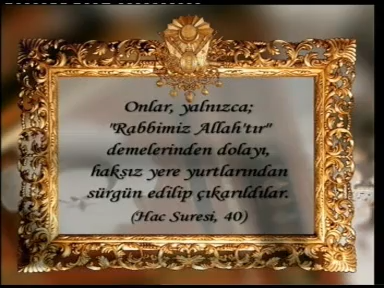 Onlar, yalnızca;
"Rabbimiz Allah'tır"
demelerinden dolayı,
haksız yere yurtlarından
sürgün edilip çıkarıldılar.
(Hac Suresi, 40)